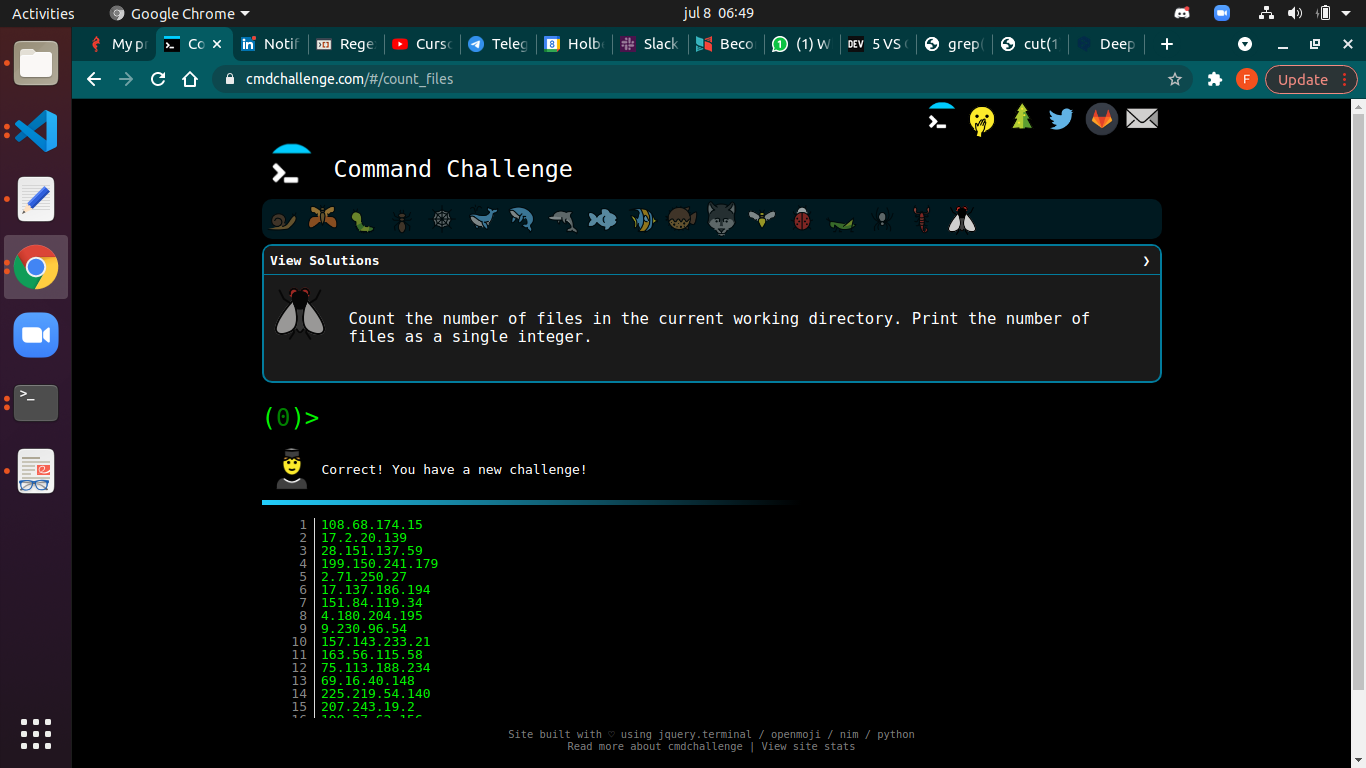 Activities
Google Chrome
jul 8 06:49
My pr
Co
Notif
Rege
Curso
Teleg
Holb
Slack
Beco
(1) W
DEV
5 VS
grep(
cut(1
Deep
cmdchallenge.com/#/count_files
F
Update
Command Challenge
View Solutions
Count the number of files in the current working directory. Print the number of
files as a single integer.
(0)>
Correct! You have a new challenge!
1 108.68.174.15
2 17.2.20.139
3 28.151.137.59
4 199.150.241.179
5 2.71.250.27
6 17.137.186.194
7 151.84.119.34
8 4.180.204.195
9 9.230.96.54
10 157.143.233.21
11 163.56.115.58
12 75.113.188.234
13 69.16.40.148
14 225.219.54.140
15 207.243.19.2
Site built with ♡ using jquery.terminal / openmoji / nim / python
Read more about cmdchallenge | View site stats